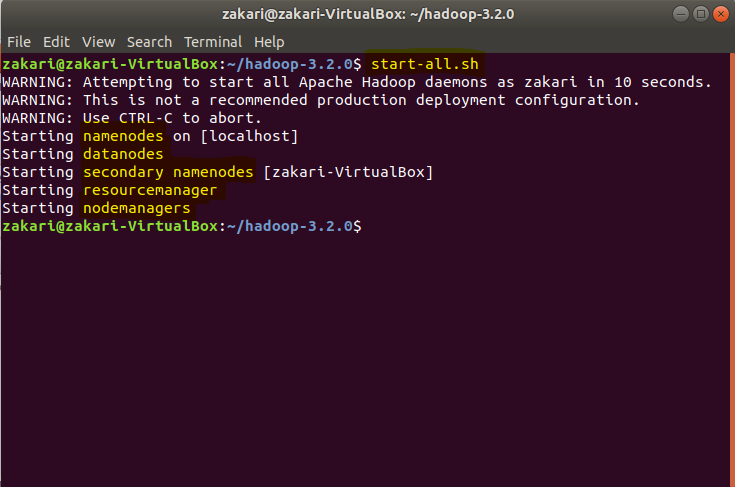 zakari@zakari-VirtualBox: ~/hadoop-3.2.0
File Edit View Search Terminal Help
zakari@zakari-VirtualBox:~/hadoop-3.2.0$ start-all.sh
WARNING: Attempting to start all Apache Hadoop daemons as zakari in 10 seconds.
WARNING: This is not a recommended production deployment configuration.
WARNING: Use CTRL-C to abort.
Starting namenodes on [localhost]
Starting datanodes
Starting secondary namenodes [zakari-VirtualBox]
Starting resourcemanager
Starting nodemanagers
zakari@zakari-VirtualBox:~/hadoop-3.2.0$